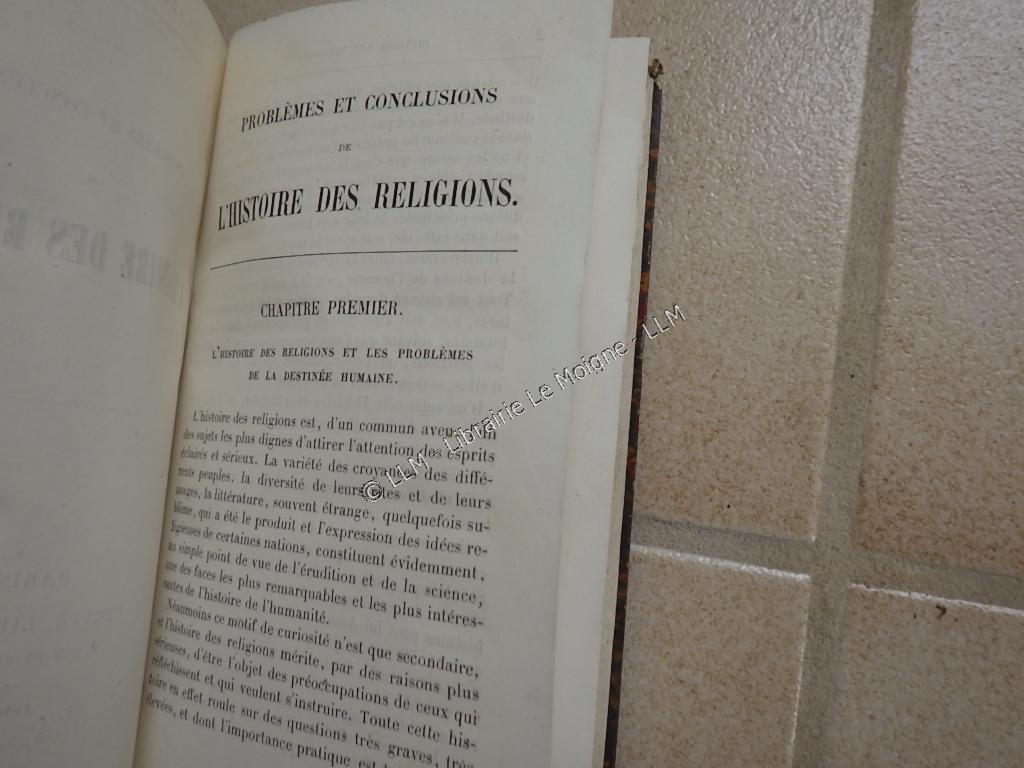 PROBLÈMES ET CONCLUSIONS
DE
L'HISTOIRE DES RELIGIONS.
CHAPITRE PREMIER.
L'HISTOIRE DES RELIGIONS ET LES PROBLÈMES
DE LA DESTINÉE HUMAINE.
L'histoire des religions est, d'un commun aveu, un
des sujets les plus dignes d'attirer l'attention des esprits
éclairés et sérieux. La variété des croyances des diffé-
rents peuples, la diversité de leurs et de leurs
usages, la littérature, souvent étrange, quelquefois su-
blime, qui a été le produit et l'expression des idées re-
ligieuses de certaines nations, constituent évidemment,
au simple point de vue de l'érudition et de la science,
une des faces les plus remarquables et les plus intéres-
santes de l'histoire de l'humanité.
Néanmoins ce motif de curiosité n'est que secondaire,
et l'histoire des religions mérite, par des raisons plus
sérieuses, d'être l'objet des préoccupations de ceux qui
réfléchissent et qui veulent s'instruire. Toute cette his-
toire en effet roule sur des questions très graves, très
élevées, et dont l'importance pratique est
© LLM - Librairie Le Moigne - LLM